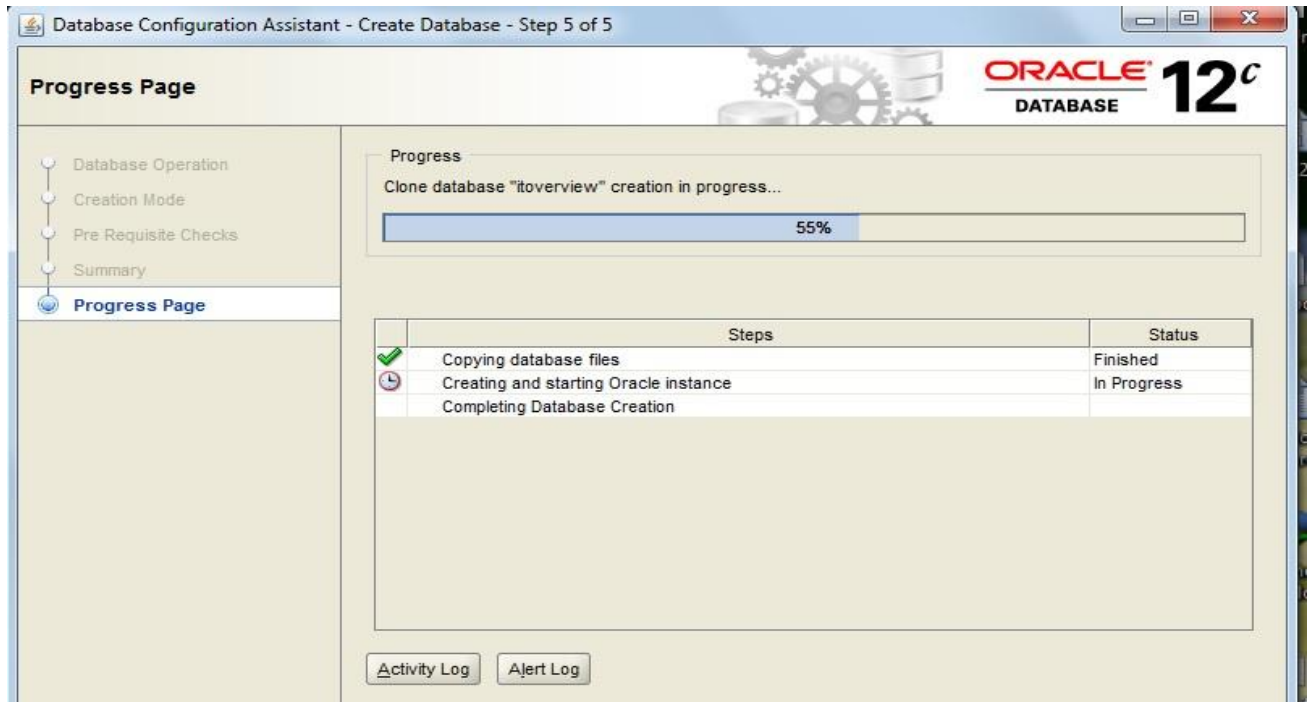 Database Configuration Assistant - Create Database - Step 5 of 5
Progress Page
ORACLE
DATABASE
12c
Database Operation
Creation Mode
Pre Requisite Checks
Summary
Progress Page
Progress
Clone database "itoverview" creation in progress...
55%
Steps Status
Copying database files Finished
Creating and starting Oracle instance In Progress
Completing Database Creation
Activity Log Alert Log